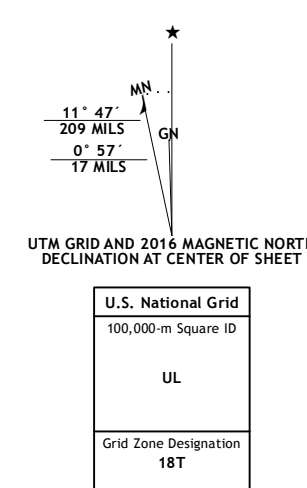 ★
MN
GN
11° 47´
209 MILS
0° 57´
17 MILS
UTM GRID AND 2016 MAGNETIC NORTH
DECLINATION AT CENTER OF SHEET
U.S. National Grid
100,000-m Square ID
UL
Grid Zone Designation
18T